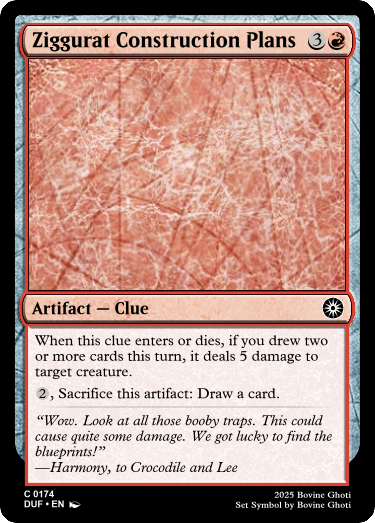 Ziggurat Construction Plans 3
Artifact — Clue
When this clue enters or dies, if you drew two
or more cards this turn, it deals 5 damage to
target creature.
2, Sacrifice this artifact: Draw a card.
“Wow. Look at all those booby traps. This could
cause quite some damage. We got lucky to find the
blueprints!”
—Harmony, to Crocodile and Lee
C 0174
2025 Bovine Ghoti
DUF • EN
Set Symbol by Bovine Ghoti